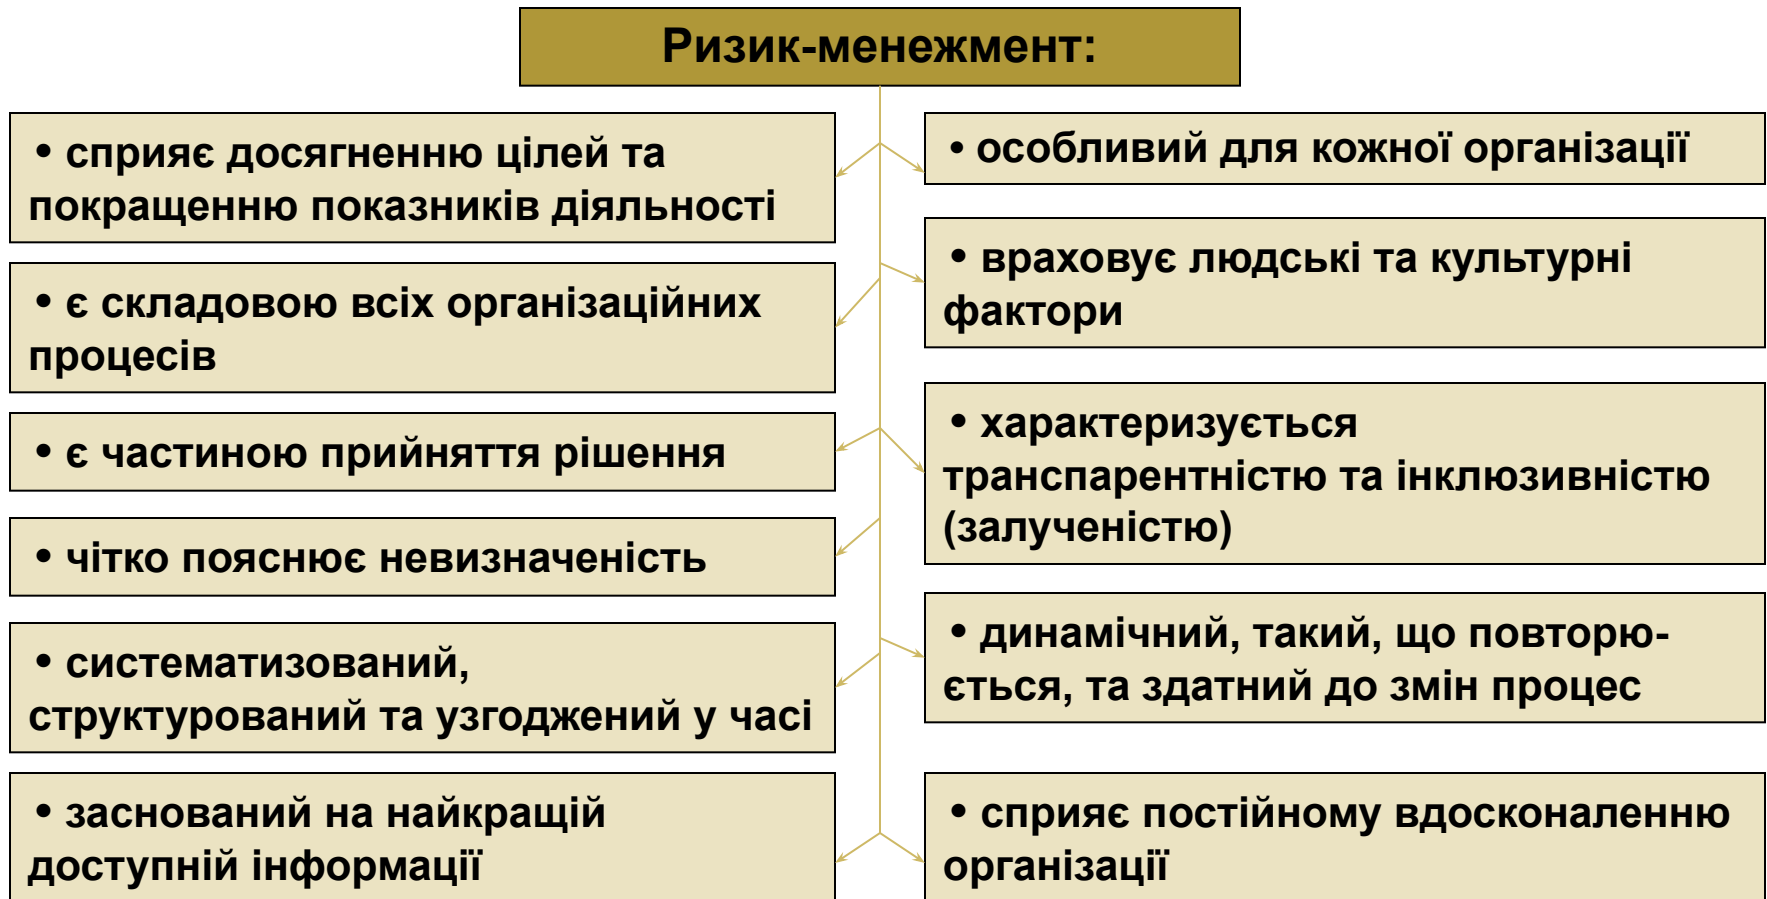 Ризик-менежмент:
• сприяє досягненню цілей та
покращенню показників діяльності
• є складовою всіх організаційних
процесів
• є частиною прийняття рішення
• чітко пояснює невизначеність
• систематизований,
структурований та узгоджений у часі
• заснований на найкращій
доступній інформації
• особливий для кожної організації
• враховує людські та культурні
фактори
• характеризується
транспарентністю та інклюзивністю
(залученістю)
• динамічний, такий, що повторю-
ється, та здатний до змін процес
• сприяє постійному вдосконаленню
організації